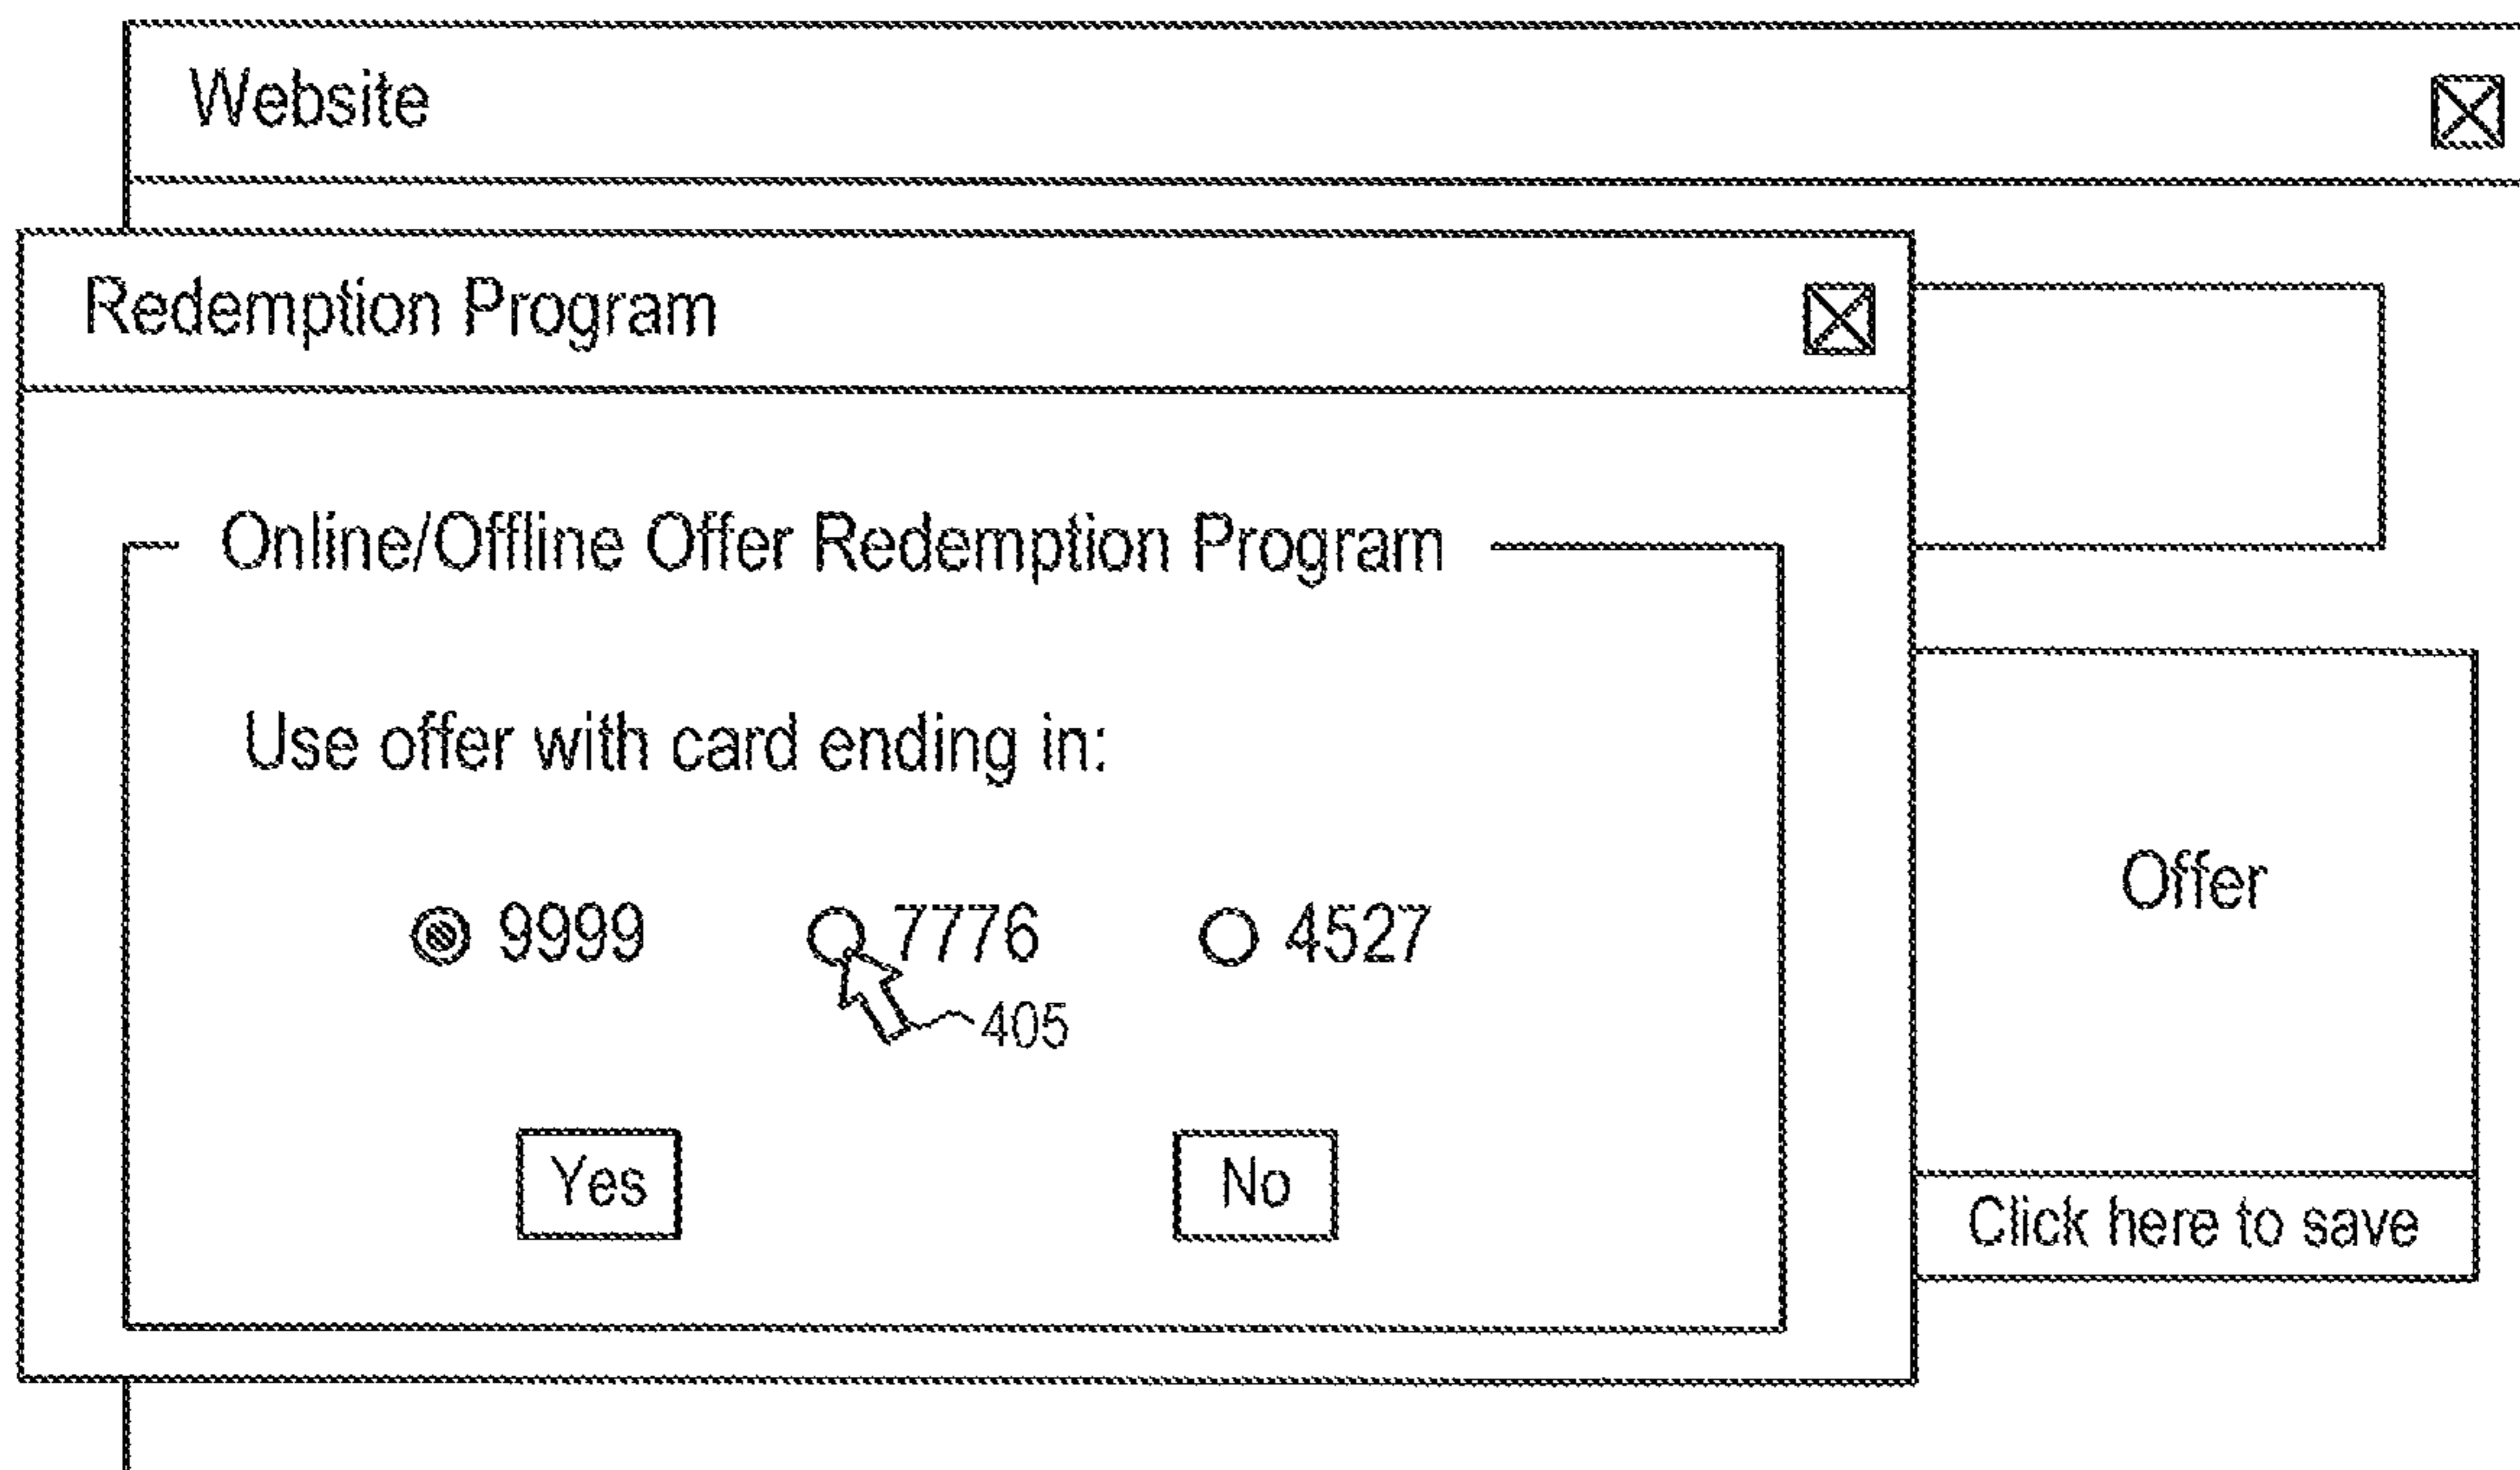 Website
Redemption Program
Online/Offline Offer Redemption Program
Use offer with card ending in:
9999 7776 4527
405
Yes No
Offer
Click here to save